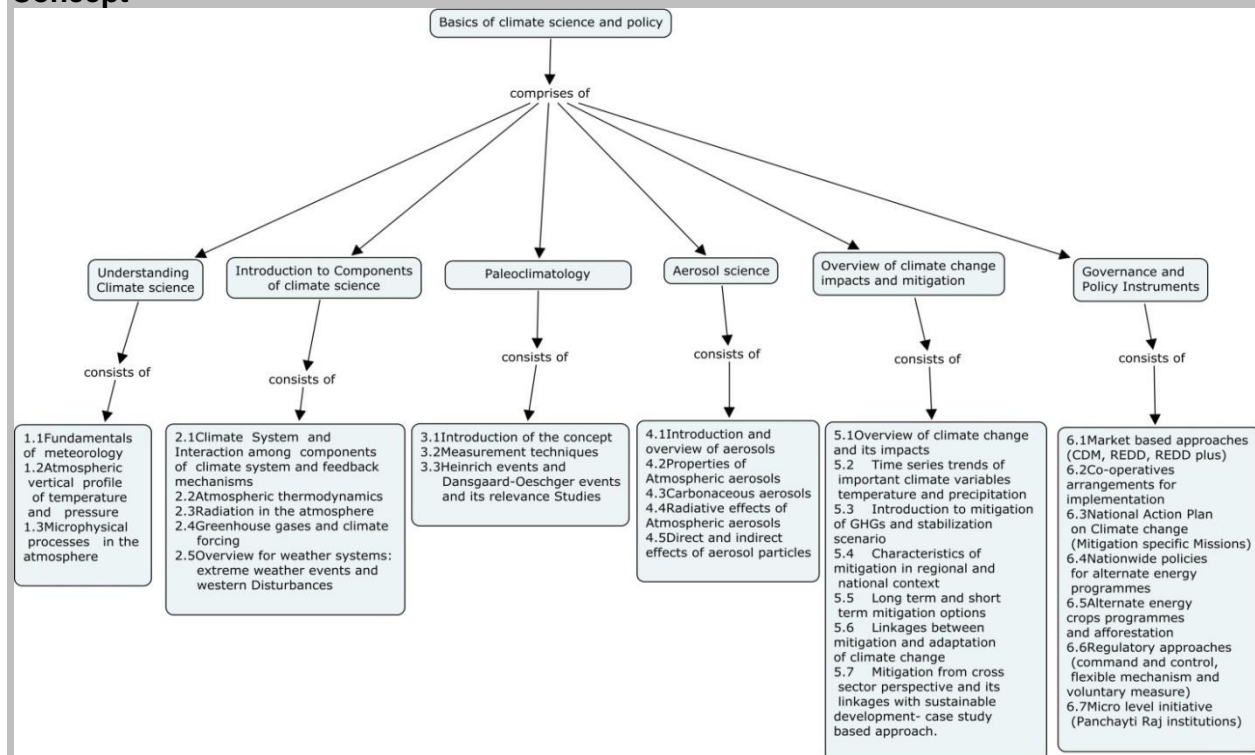 Concept
Basics of climate science and policy
comprises of
Understanding
Climate science
Introduction to Components
of climate science
Paleoclimatology
Aerosol science
Overview of climate change
impacts and mitigation
Governance and
Policy Instruments
consists of
consists of
consists of
consists of
consists of
consists of
1.1Fundamentals
of meteorology
1.2Atmospheric
vertical profile
of temperature
and pressure
1.3Microphysical
processes in the
atmosphere
2.1Climate System and
Interaction among components
of climate system and feedback
mechanisms
2.2Atmospheric thermodynamics
2.3Radiation in the atmosphere
2.4Greenhouse gases and climate
forcing
2.5Overview for weather systems:
extreme weather events and
western Disturbances
3.1Introduction of the concept
3.2Measurement techniques
3.3Heinrich events and
Dansgaard-Oeschger events
and its relevance Studies
4.1Introduction and
overview of aerosols
4.2Properties of
Atmospheric aerosols
4.3Carbonaceous aerosols
4.4Radiative effects of
Atmospheric aerosols
4.5Direct and indirect
effects of aerosol particles
5.1Overview of climate change
and its impacts
5.2 Time series trends of
important climate variables
temperature and precipitation
5.3 Introduction to mitigation
of GHGs and stabilization
scenario
5.4 Characteristics of
mitigation in regional and
national context
5.5 Long term and short
term mitigation options
5.6 Linkages between
mitigation and adaptation
of climate change
5.7 Mitigation from cross
sector perspective and its
linkages with sustainable
development- case study
based approach.
6.1Market based approaches
(CDM, REDD, REDD plus)
6.2Co-operatives
arrangements for
implementation
6.3National Action Plan
on Climate change
(Mitigation specific Missions)
6.4Nationwide policies
for alternate energy
programmes
6.5Alternate energy
crops programmes
and afforestation
6.6Regulatory approaches
(command and control,
flexible mechanism and
voluntary measure)
6.7Micro level initiative
(Panchayti Raj institutions)